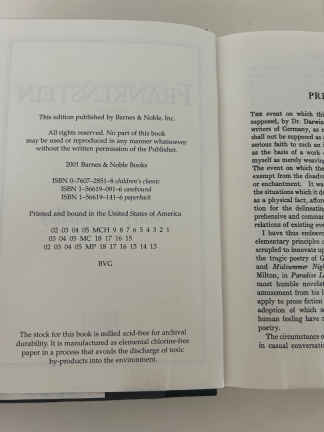 FRANKENSTEIN
This edition published by Barnes & Noble, Inc.
All rights reserved. No part of this book
may be used or reproduced in any manner whatsoever
without the written permission of the Publisher.
2001 Barnes & Noble Books
ISBN 0-7607-2851-8 children's classic
ISBN 1-56619-091-6 casebound
ISBN 1-56619-141-6 paperback
Printed and bound in the United States of America
02 03 04 05 MCH 9 8 7 6 5 4 3 2 1
03 04 05 MC 18 17 16 15
02 03 04 05 MP 18 17 16 15 14 13
BVG
The stock for this book is milled acid-free for archival
durability. It is manufactured as elemental chlorine-free
paper in a process that avoids the discharge of toxic
by-products into the environment.
THE event on which this
supposed, by Dr. Darwin
writers of Germany, as
shall not be supposed as
serious faith to such an
as the basis of a work
myself as merely weaving
The event on which the
exempt from the disadv
or enchantment. It was
the situations which it de
as a physical fact, affor
tion for the delineating
prehensive and comman
relations of existing eve
I have thus endeavo
elementary principles
scrupled to innovate up
the tragic poetry of G
and Midsummer Nigh
Milton, in Paradise L
most humble novelis
amusement from his
apply to prose fiction
adoption of which
human feeling have
poetry.
The circumstance o
in casual conversatio